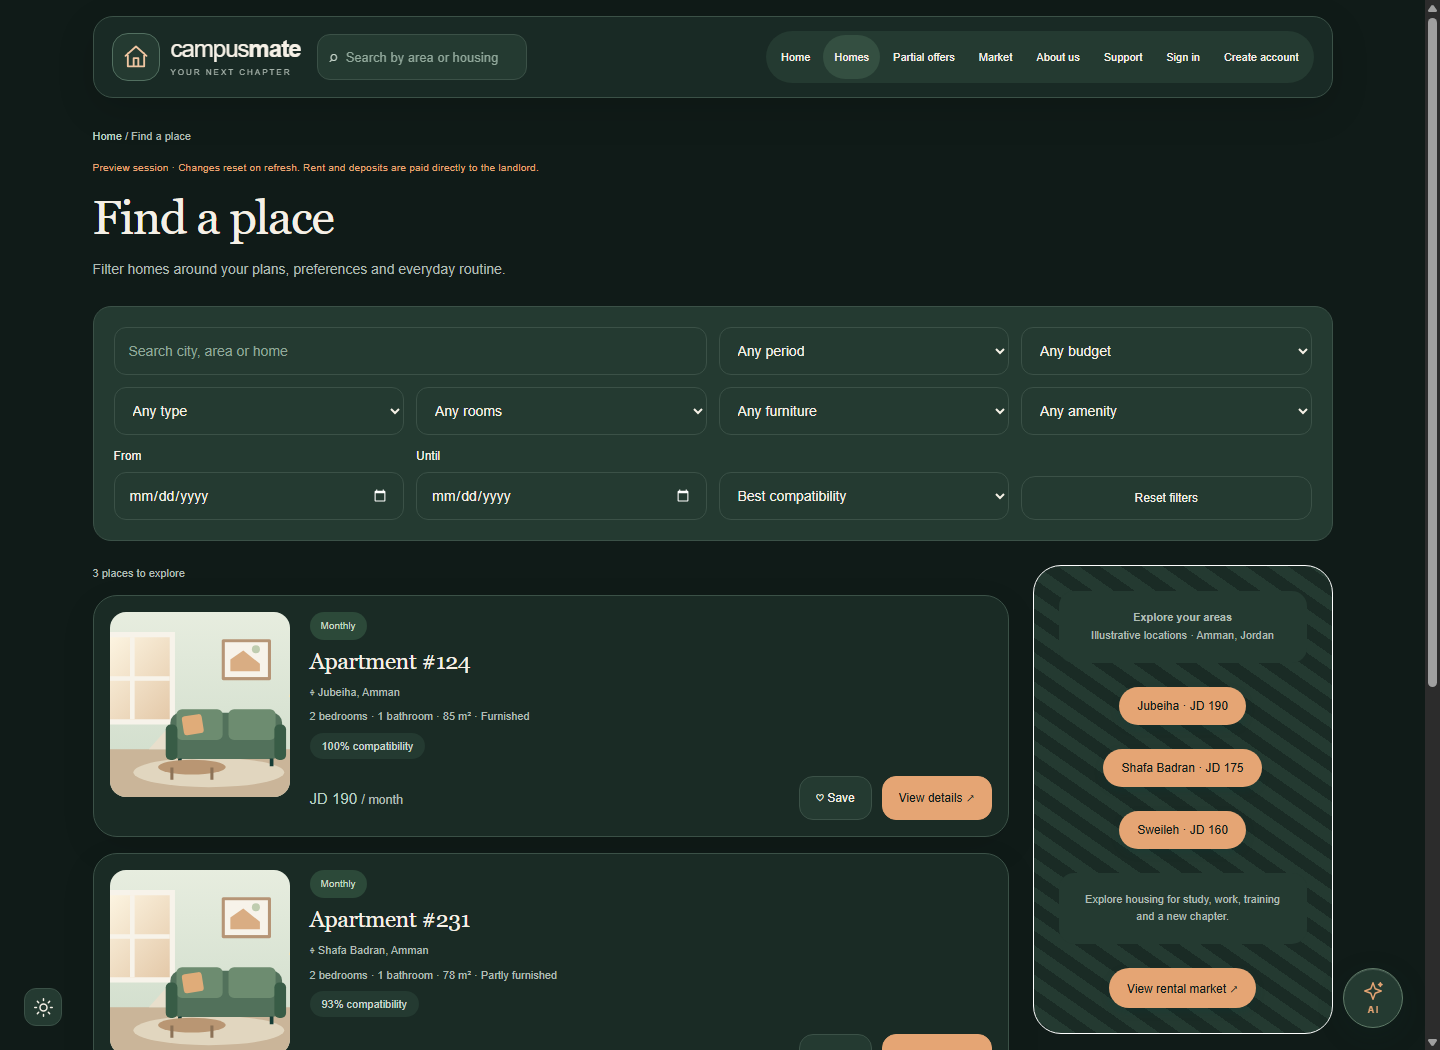 campusmate
YOUR NEXT CHAPTER
Search by area or housing
Home
Homes
Partial offers
Market
About us
Support
Sign in
Create account
Home / Find a place
Preview session · Changes reset on refresh. Rent and deposits are paid directly to the landlord.
Find a place
Filter homes around your plans, preferences and everyday routine.
Search city, area or home
Any period
Any budget
Any type
Any rooms
Any furniture
Any amenity
From
Until
mm/dd/yyyy
mm/dd/yyyy
Best compatibility
Reset filters
3 places to explore
Monthly
Apartment #124
⌖ Jubeiha, Amman
2 bedrooms · 1 bathroom · 85 m² · Furnished
100% compatibility
JD 190 / month
♡ Save
View details ↗
Monthly
Apartment #231
⌖ Shafa Badran, Amman
2 bedrooms · 1 bathroom · 78 m² · Partly furnished
93% compatibility
Explore your areas
Illustrative locations · Amman, Jordan
Jubeiha · JD 190
Shafa Badran · JD 175
Sweileh · JD 160
Explore housing for study, work, training
and a new chapter.
View rental market ↗
AI